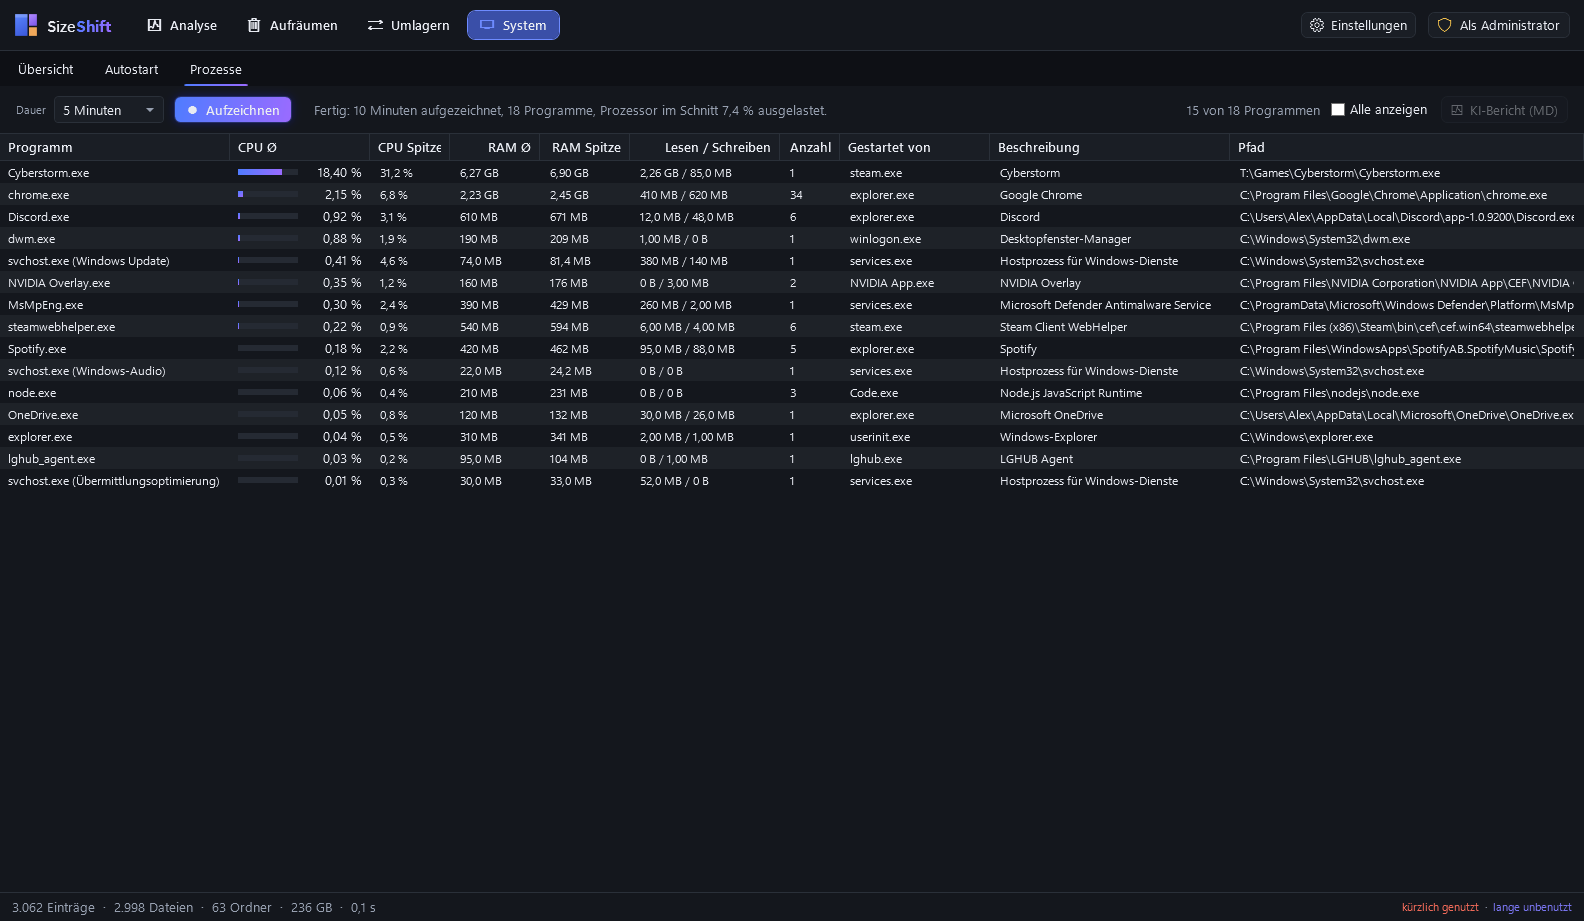 SizeShift Analyse Aufräumen Umlagern System Einstellungen Als Administrator
Übersicht Autostart Prozesse
Dauer 5 Minuten Aufzeichnen Fertig: 10 Minuten aufgezeichnet, 18 Programme, Prozessor im Schnitt 7,4 % ausgelastet. 15 von 18 Programmen Alle anzeigen KI-Bericht (MD)
Programm CPU Ø CPU Spitze RAM Ø RAM Spitze Lesen / Schreiben Anzahl Gestartet von Beschreibung Pfad
Cyberstorm.exe 18,40 % 31,2 % 6,27 GB 6,90 GB 2,26 GB / 85,0 MB 1 steam.exe Cyberstorm T:\Games\Cyberstorm\Cyberstorm.exe
chrome.exe 2,15 % 6,8 % 2,23 GB 2,45 GB 410 MB / 620 MB 34 explorer.exe Google Chrome C:\Program Files\Google\Chrome\Application\chrome.exe
Discord.exe 0,92 % 3,1 % 610 MB 671 MB 12,0 MB / 48,0 MB 6 explorer.exe Discord C:\Users\Alex\AppData\Local\Discord\app-1.0.9200\Discord.exe
dwm.exe 0,88 % 1,9 % 190 MB 209 MB 1,00 MB / 0 B 1 winlogon.exe Desktopfenster-Manager C:\Windows\System32\dwm.exe
svchost.exe (Windows Update) 0,41 % 4,6 % 74,0 MB 81,4 MB 380 MB / 140 MB 1 services.exe Hostprozess für Windows-Dienste C:\Windows\System32\svchost.exe
NVIDIA Overlay.exe 0,35 % 1,2 % 160 MB 176 MB 0 B / 3,00 MB 2 NVIDIA App.exe NVIDIA Overlay C:\Program Files\NVIDIA Corporation\NVIDIA App\CEF\NVIDIA
MsMpEng.exe 0,30 % 2,4 % 390 MB 429 MB 260 MB / 2,00 MB 1 services.exe Microsoft Defender Antimalware Service C:\ProgramData\Microsoft\Windows Defender\Platform\MsMp
steamwebhelper.exe 0,22 % 0,9 % 540 MB 594 MB 6,00 MB / 4,00 MB 6 steam.exe Steam Client WebHelper C:\Program Files (x86)\Steam\bin\cef\cef.win64\steamwebhelpe
Spotify.exe 0,18 % 2,2 % 420 MB 462 MB 95,0 MB / 88,0 MB 5 explorer.exe Spotify C:\Program Files\WindowsApps\SpotifyAB.SpotifyMusic\Spotify
svchost.exe (Windows-Audio) 0,12 % 0,6 % 22,0 MB 24,2 MB 0 B / 0 B 1 services.exe Hostprozess für Windows-Dienste C:\Windows\System32\svchost.exe
node.exe 0,06 % 0,4 % 210 MB 231 MB 0 B / 0 B 3 Code.exe Node.js JavaScript Runtime C:\Program Files\nodejs\node.exe
OneDrive.exe 0,05 % 0,8 % 120 MB 132 MB 30,0 MB / 26,0 MB 1 explorer.exe Microsoft OneDrive C:\Users\Alex\AppData\Local\Microsoft\OneDrive\OneDrive.ex
explorer.exe 0,04 % 0,5 % 310 MB 341 MB 2,00 MB / 1,00 MB 1 userinit.exe Windows-Explorer C:\Windows\explorer.exe
lghub_agent.exe 0,03 % 0,2 % 95,0 MB 104 MB 0 B / 1,00 MB 1 lghub.exe LGHUB Agent C:\Program Files\LGHUB\lghub_agent.exe
svchost.exe (Übermittlungsoptimierung) 0,01 % 0,3 % 30,0 MB 33,0 MB 52,0 MB / 0 B 1 services.exe Hostprozess für Windows-Dienste C:\Windows\System32\svchost.exe
3.062 Einträge · 2.998 Dateien · 63 Ordner · 236 GB · 0,1 s kürzlich genutzt · lange unbenutzt